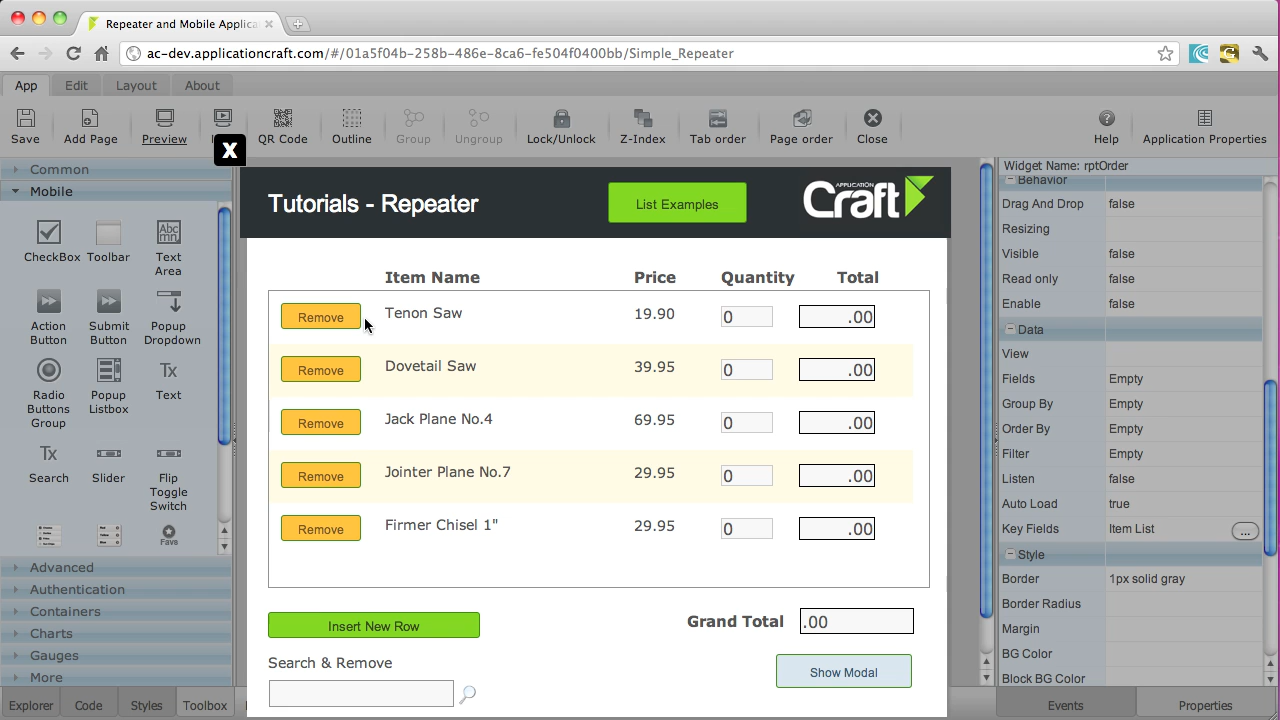 Repeater and Mobile Applica
ac-dev.applicationcraft.com/#/01a5f04b-258b-486e-8ca6-fe504f0400bb/Simple_Repeater
App Edit Layout About
Save Add Page Preview QR Code Outline Group Ungroup Lock/Unlock Z-Index Tab order Page order Close Help Application Properties
X
Common
Mobile
CheckBox Toolbar Text Area
Action Button Submit Button Popup Dropdown
Radio Buttons Group Popup Listbox Text
Search Slider Flip Toggle Switch
Favs
Advanced
Authentication
Containers
Charts
Gauges
More
Explorer Code Styles Toolbox
Tutorials - Repeater
List Examples
APPLICATION
Craft
Item Name Price Quantity Total
Remove Tenon Saw 19.90 0 .00
Remove Dovetail Saw 39.95 0 .00
Remove Jack Plane No.4 69.95 0 .00
Remove Jointer Plane No.7 29.95 0 .00
Remove Firmer Chisel 1" 29.95 0 .00
Insert New Row
Grand Total .00
Search & Remove
Show Modal
Widget Name: rptOrder
Behavior
Drag And Drop false
Resizing
Visible false
Read only false
Enable false
Data
View
Fields Empty
Group By Empty
Order By Empty
Filter Empty
Listen false
Auto Load true
Key Fields Item List ...
Style
Border 1px solid gray
Border Radius
Margin
BG Color
Block BG Color
Events Properties